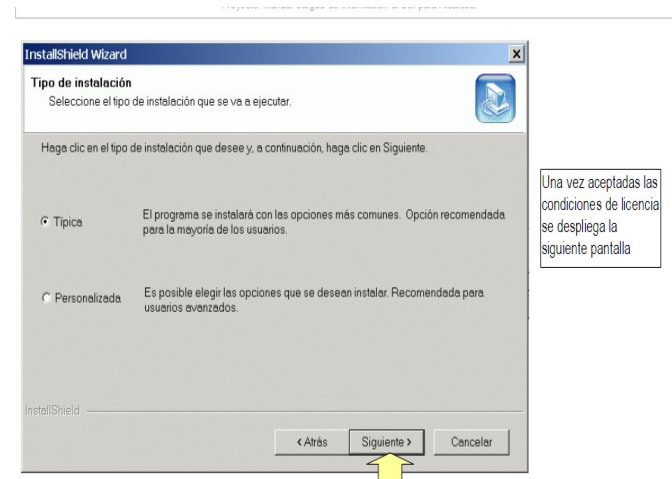 InstallShield Wizard
Tipo de instalación
Seleccione el tipo de instalación que se va a ejecutar.
Haga clic en el tipo de instalación que desee y, a continuación, haga clic en Siguiente.
Típica
El programa se instalará con las opciones más comunes. Opción recomendada
para la mayoría de los usuarios.
Personalizada
Es posible elegir las opciones que se desean instalar. Recomendada para
usuarios avanzados.
InstallShield
< Atrás
Siguiente >
Cancelar
Una vez aceptadas las
condiciones de licencia
se despliega la
siguiente pantalla